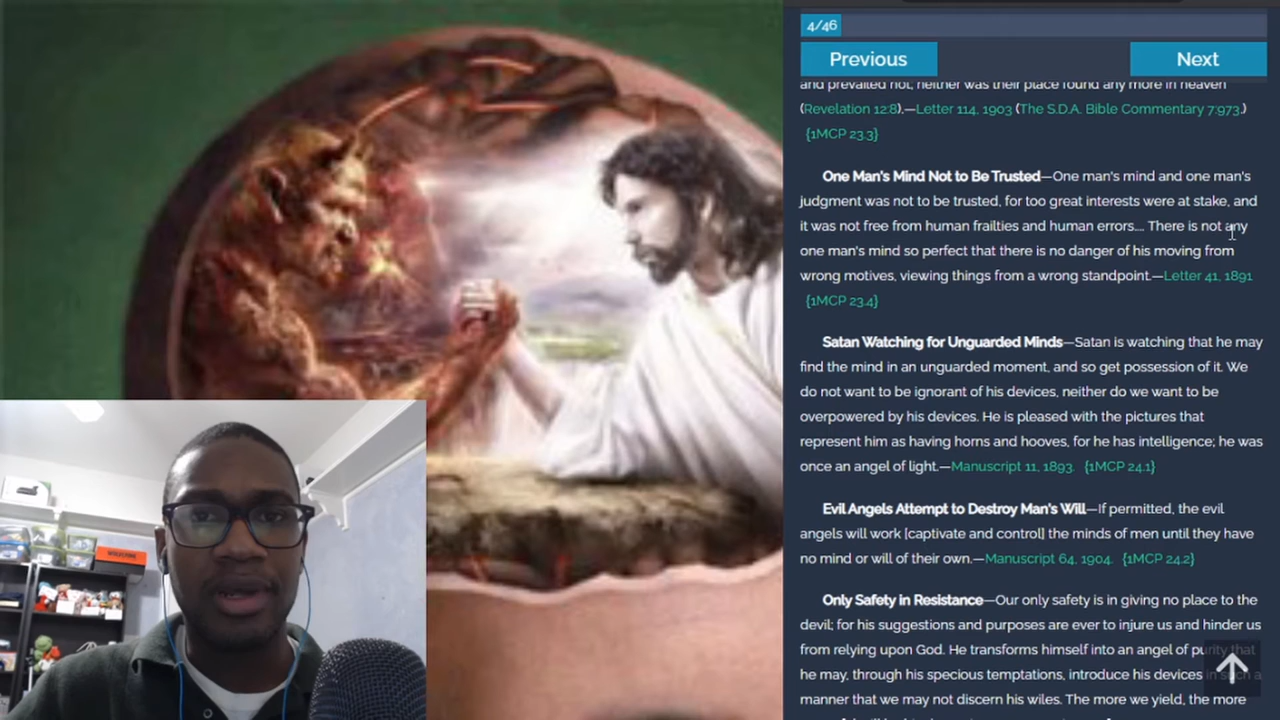 4/46
Previous
Next
and prevailed not, neither was their place found any more in heaven
(Revelation 12:8).—Letter 114, 1903 (The S.D.A. Bible Commentary 7:973.)
{1MCP 23.3}
One Man's Mind Not to Be Trusted—One man's mind and one man's
judgment was not to be trusted, for too great interests were at stake, and
it was not free from human frailties and human errors.... There is not any
one man's mind so perfect that there is no danger of his moving from
wrong motives, viewing things from a wrong standpoint.—Letter 41, 1891
{1MCP 23.4}
Satan Watching for Unguarded Minds—Satan is watching that he may
find the mind in an unguarded moment, and so get possession of it. We
do not want to be ignorant of his devices, neither do we want to be
overpowered by his devices. He is pleased with the pictures that
represent him as having horns and hooves, for he has intelligence; he was
once an angel of light.—Manuscript 11, 1893. {1MCP 24.1}
Evil Angels Attempt to Destroy Man's Will—If permitted, the evil
angels will work [captivate and control] the minds of men until they have
no mind or will of their own.—Manuscript 64, 1904. {1MCP 24.2}
Only Safety in Resistance—Our only safety is in giving no place to the
devil; for his suggestions and purposes are ever to injure us and hinder us
from relying upon God. He transforms himself into an angel of purity that
he may, through his specious temptations, introduce his devices in such a
manner that we may not discern his wiles. The more we yield, the more